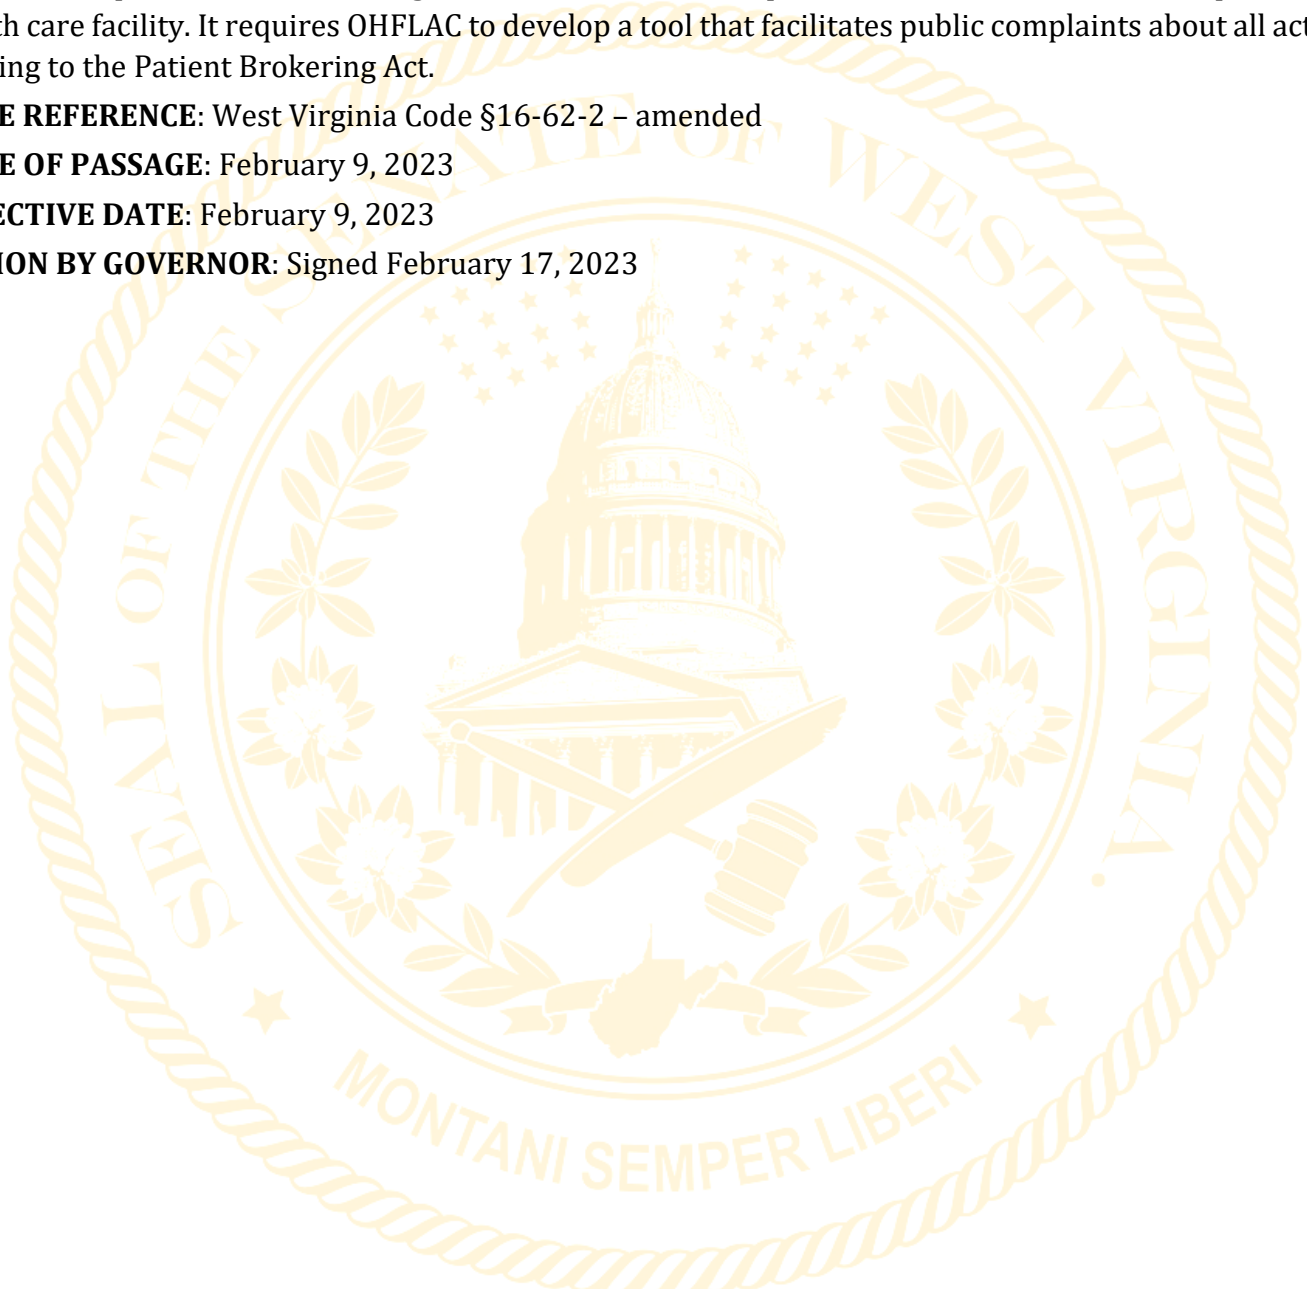 th care facility. It requires OHFLAC to develop a tool that facilitates public complaints about all act
ing to the Patient Brokering Act.
E REFERENCE: West Virginia Code §16-62-2 – amended
E OF PASSAGE: February 9, 2023
ECTIVE DATE: February 9, 2023
ION BY GOVERNOR: Signed February 17, 2023
SEAL OF THE SENATE OF WEST VIRGINIA
MONTANI SEMPER LIBERI